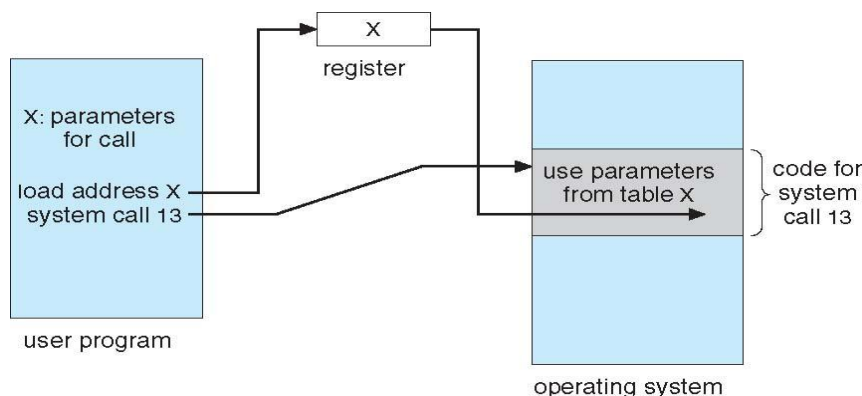 X
register
X: parameters
for call
load address X
system call 13
use parameters
from table X
code for
system
call 13
user program
operating system